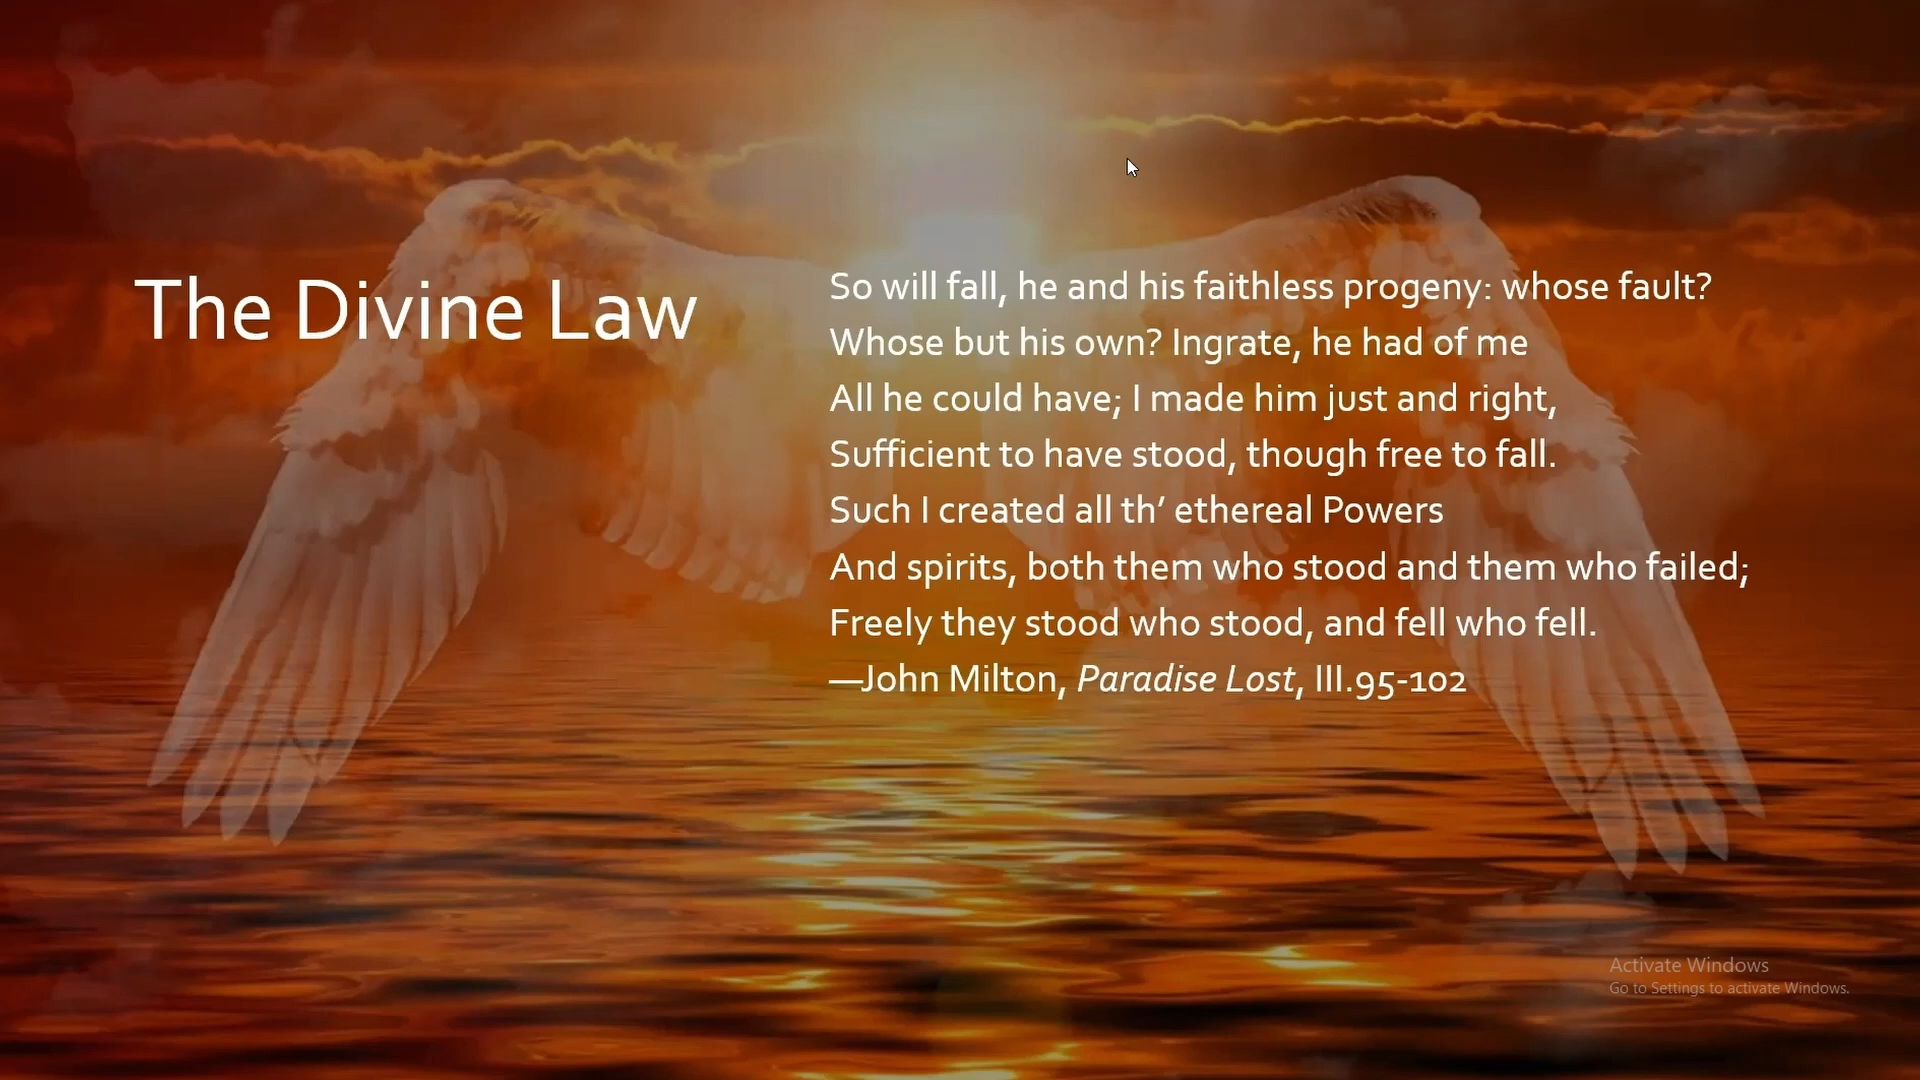 The Divine Law
So will fall, he and his faithless progeny: whose fault?
Whose but his own? Ingrate, he had of me
All he could have; I made him just and right,
Sufficient to have stood, though free to fall.
Such I created all th’ ethereal Powers
And spirits, both them who stood and them who failed;
Freely they stood who stood, and fell who fell.
—John Milton, Paradise Lost, III.95-102
Activate Windows
Go to Settings to activate Windows.